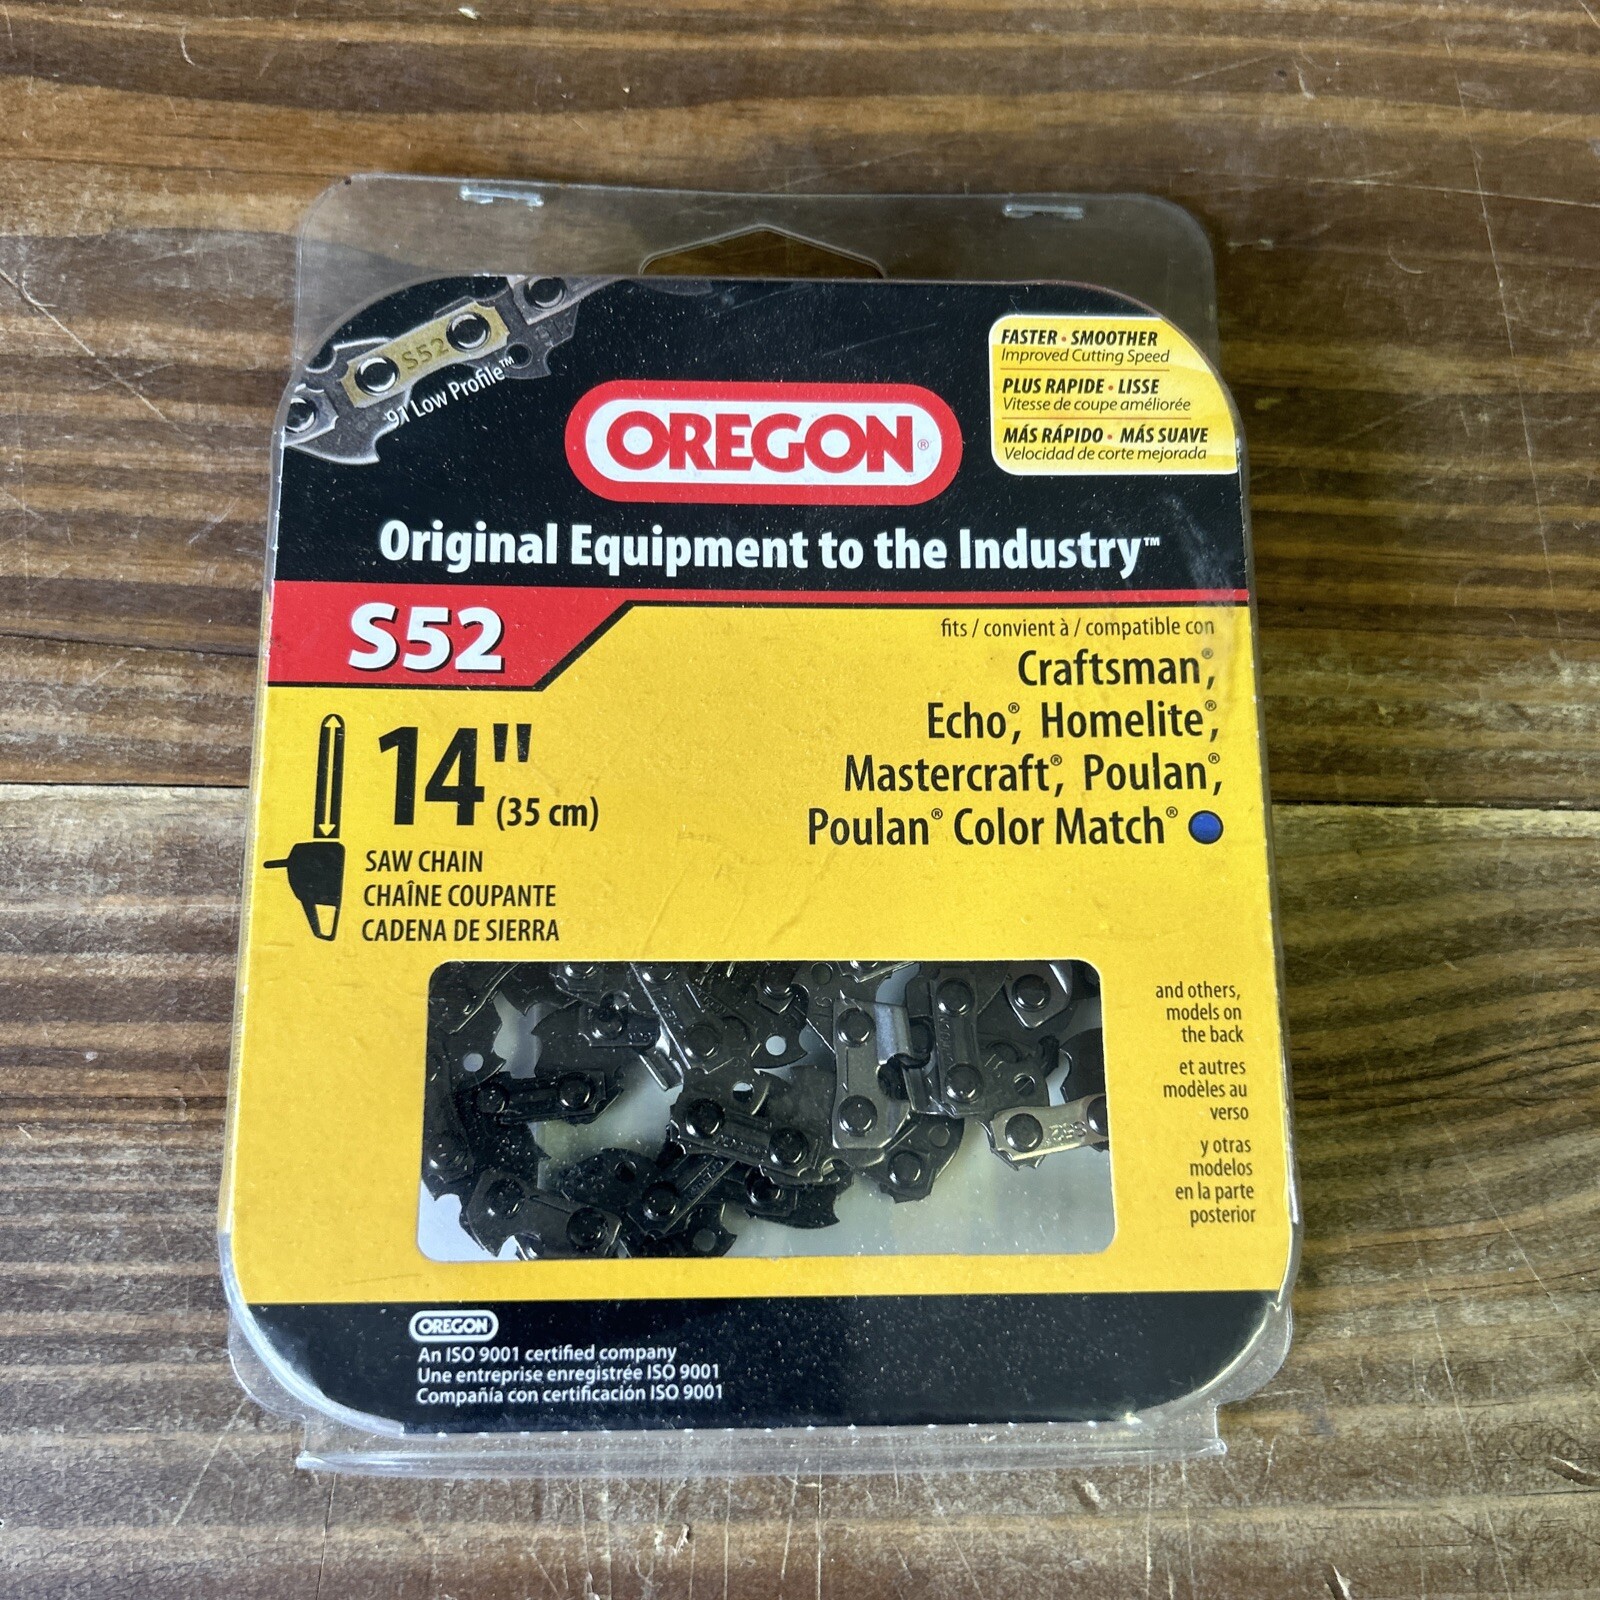 S52
91 Low Profile™
FASTER • SMOOTHER
Improved Cutting Speed
PLUS RAPIDE • LISSE
Vitesse de coupe améliorée
MÁS RÁPIDO • MÁS SUAVE
Velocidad de corte mejorada
OREGON®
Original Equipment to the Industry™
S52
fits / convient à / compatible con
Craftsman®,
Echo®, Homelite®,
Mastercraft®, Poulan®,
Poulan® Color Match®
14"
(35 cm)
SAW CHAIN
CHAÎNE COUPANTE
CADENA DE SIERRA
and others,
models on
the back
et autres
modèles au
verso
y otras
modelos
en la parte
posterior
S52
OREGON
An ISO 9001 certified company
Une entreprise enregistrée ISO 9001
Compañía con certificación ISO 9001